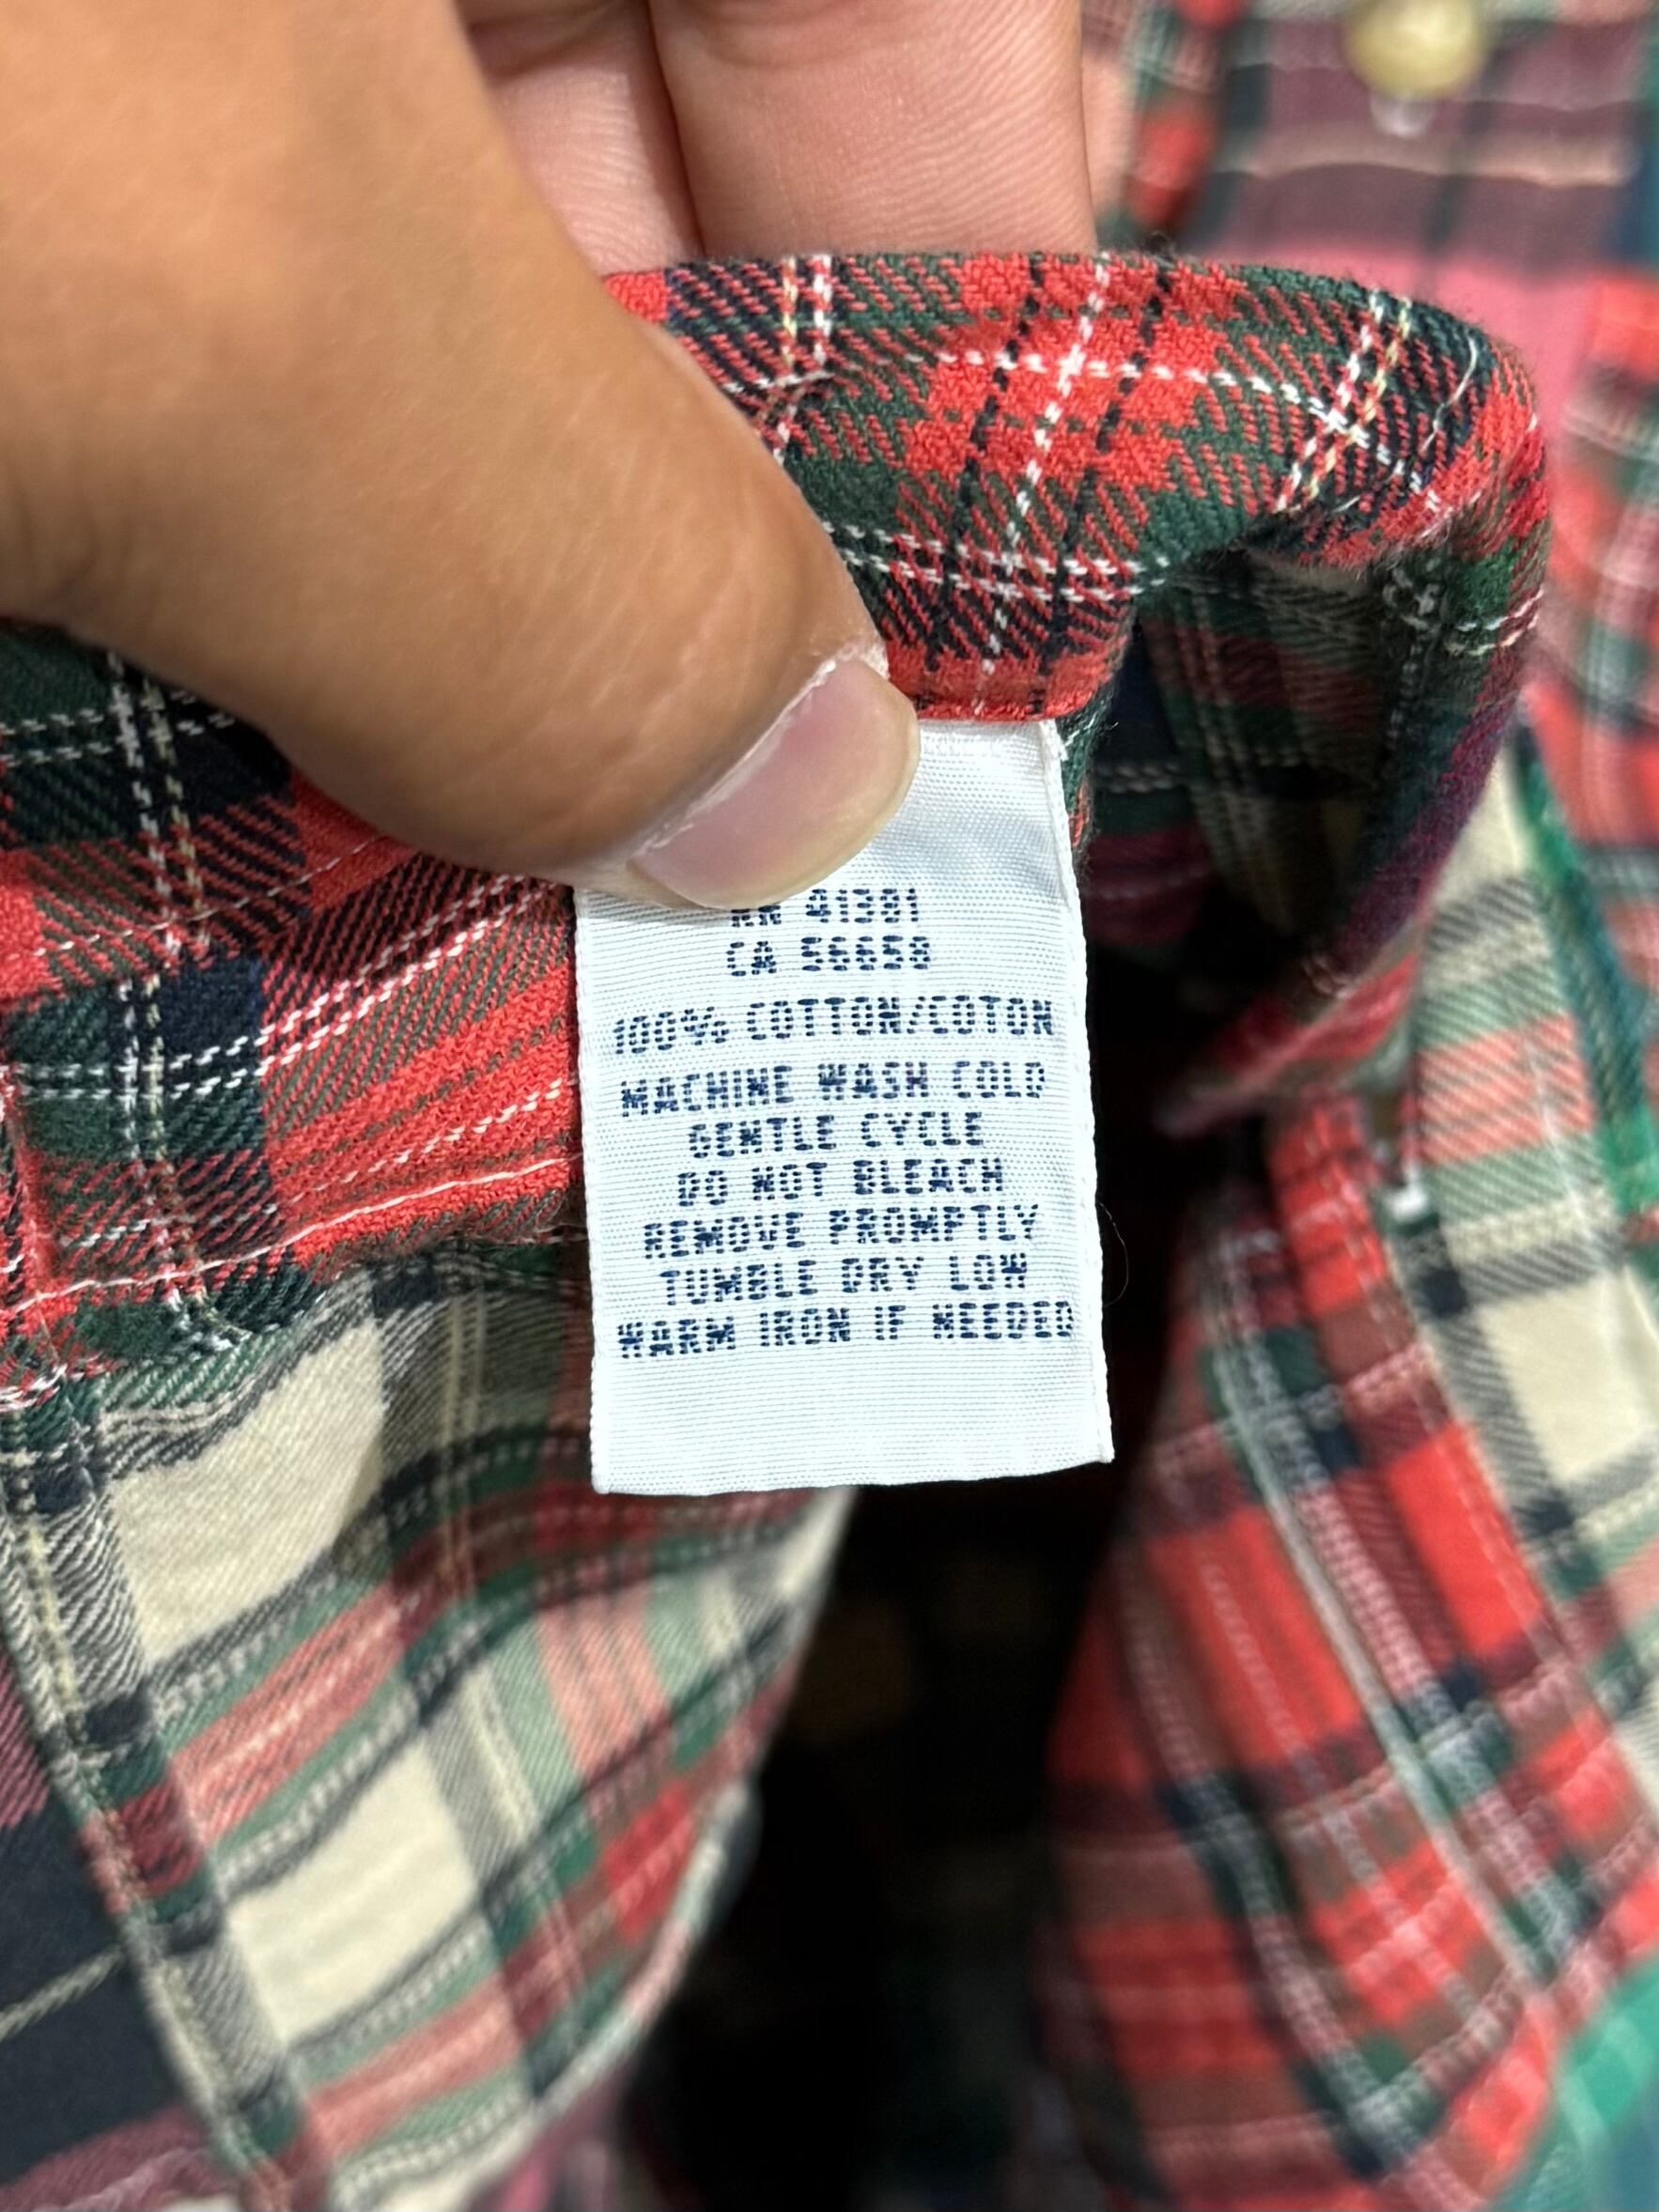 RN 41381
CA 56658
100% COTTON/COTON
MACHINE WASH COLD
GENTLE CYCLE
DO NOT BLEACH
REMOVE PROMPTLY
TUMBLE DRY LOW
WARM IRON IF NEEDED